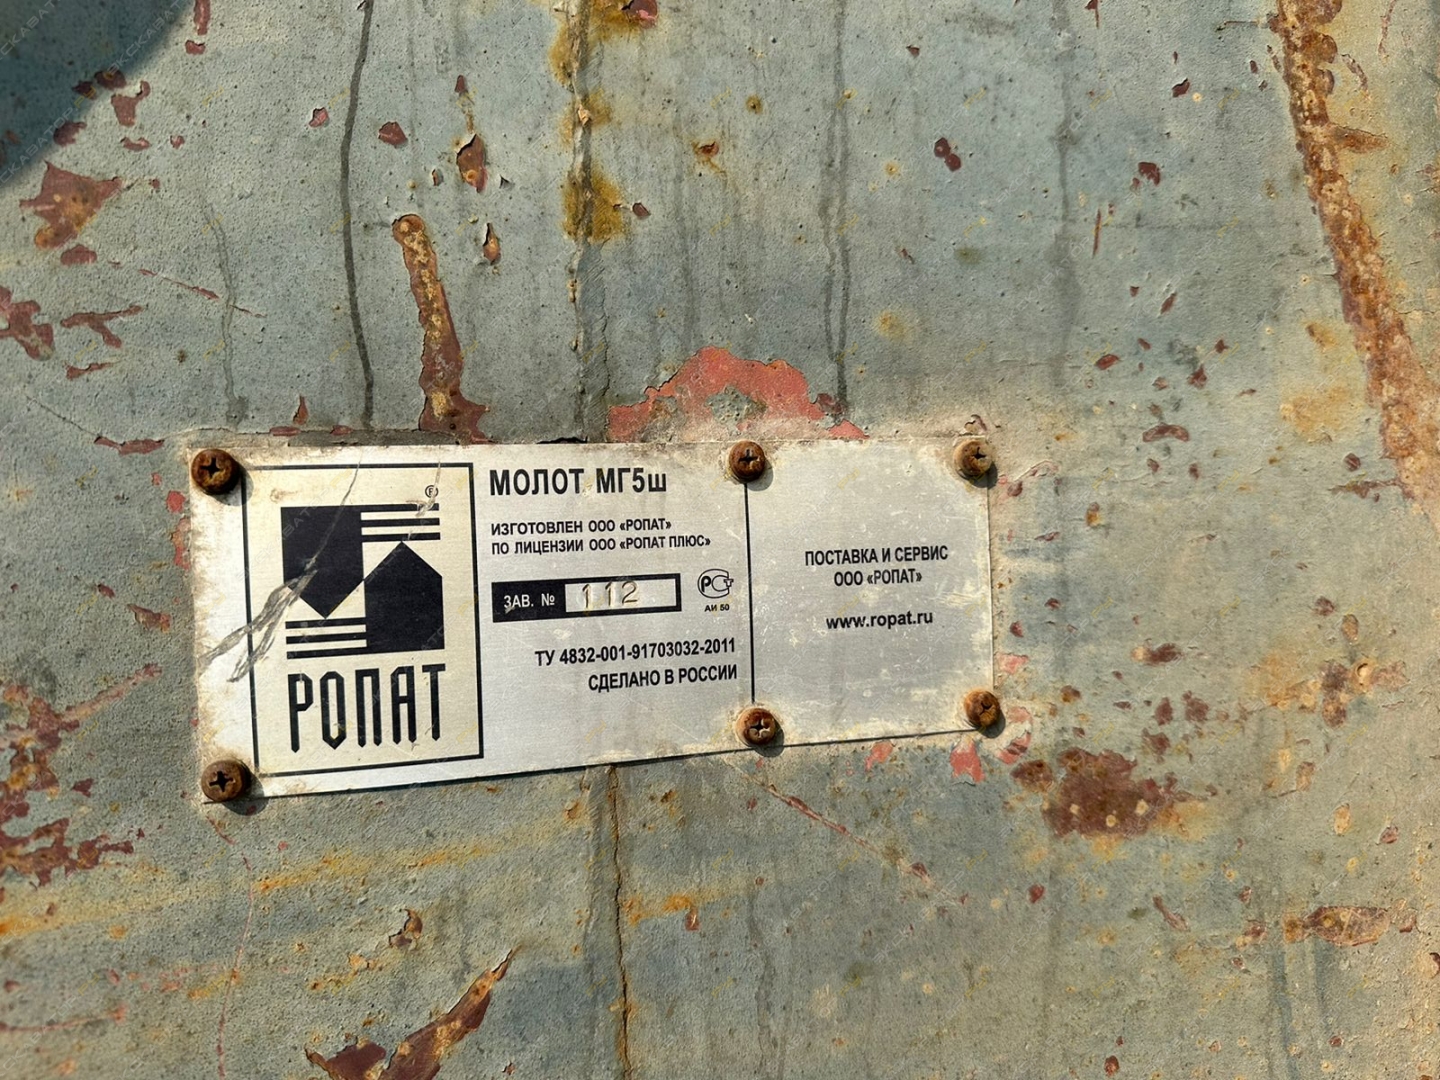 ®
РОПАТ
МОЛОТ МГ5ш
ИЗГОТОВЛЕН ООО «РОПАТ»
ПО ЛИЦЕНЗИИ ООО «РОПАТ ПЛЮС»
ЗАВ. № 112
РСТ
АИ 50
ТУ 4832-001-91703032-2011
СДЕЛАНО В РОССИИ
ПОСТАВКА И СЕРВИС
ООО «РОПАТ»
www.ropat.ru